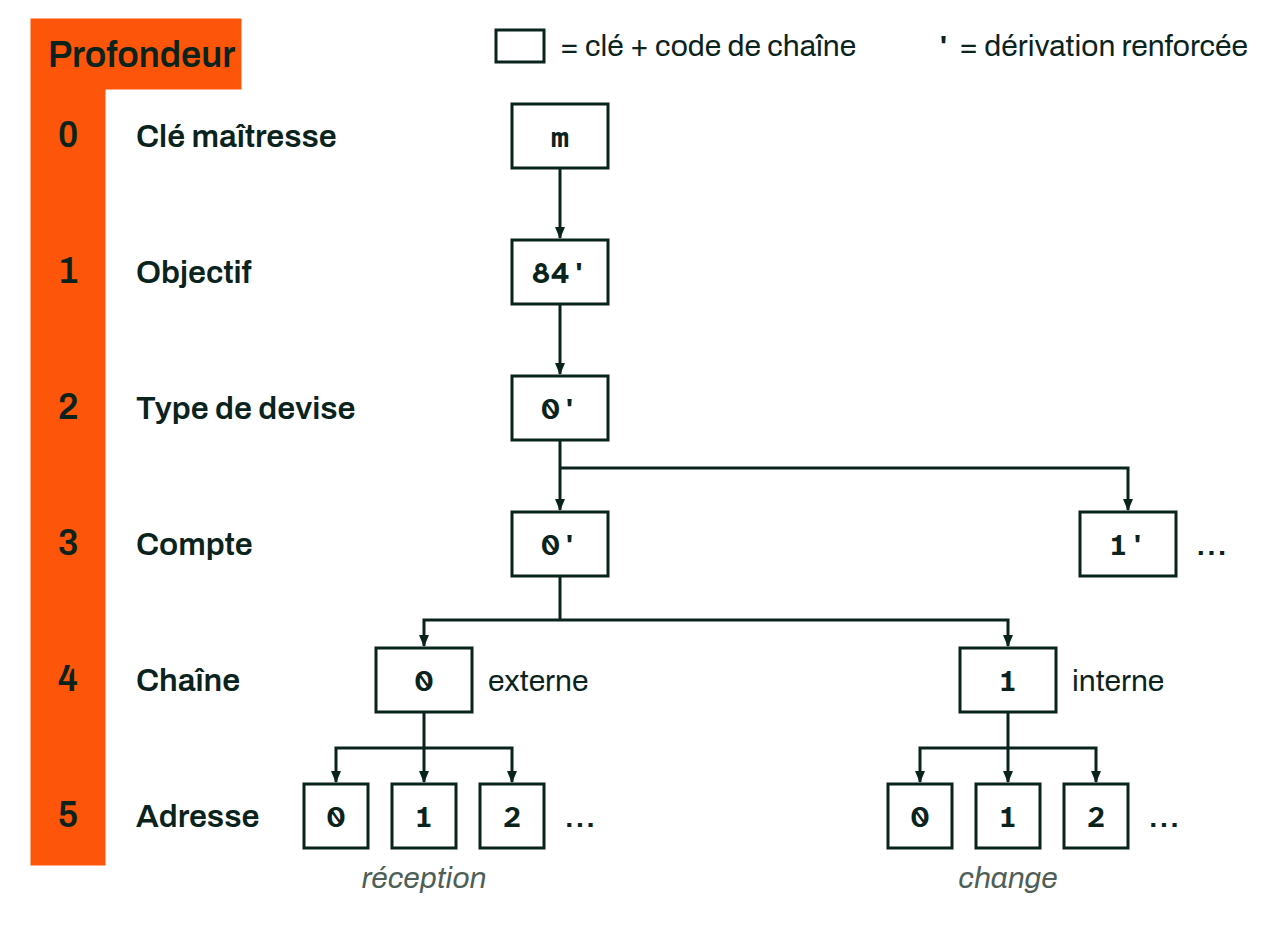 Profondeur
= clé + code de chaîne
' = dérivation renforcée
0 Clé maîtresse m
1 Objectif 84'
2 Type de devise 0'
3 Compte 0' 1' ...
4 Chaîne 0 externe 1 interne
5 Adresse 0 1 2 ... 0 1 2 ...
réception change